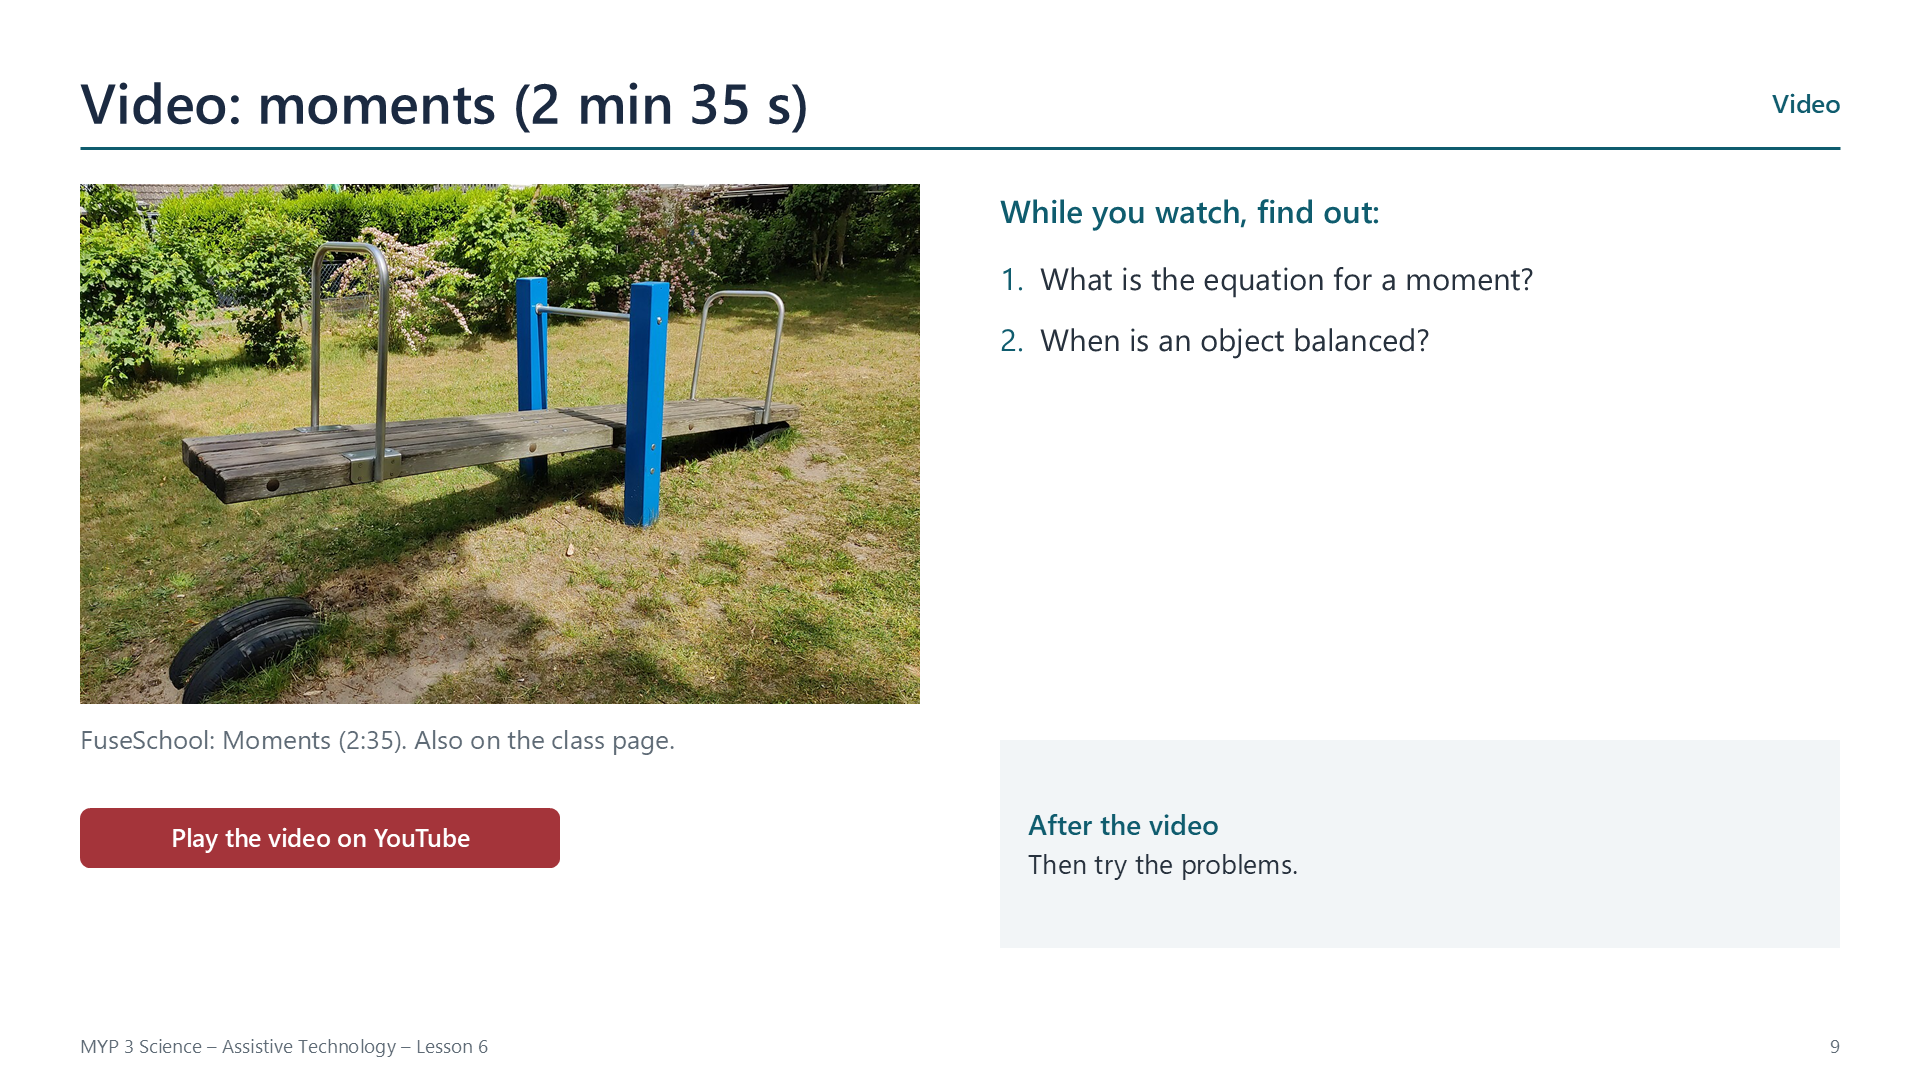 Video: moments (2 min 35 s)
Video
While you watch, find out:
1. What is the equation for a moment?
2. When is an object balanced?
FuseSchool: Moments (2:35). Also on the class page.
Play the video on YouTube
After the video
Then try the problems.
MYP 3 Science – Assistive Technology – Lesson 6
9